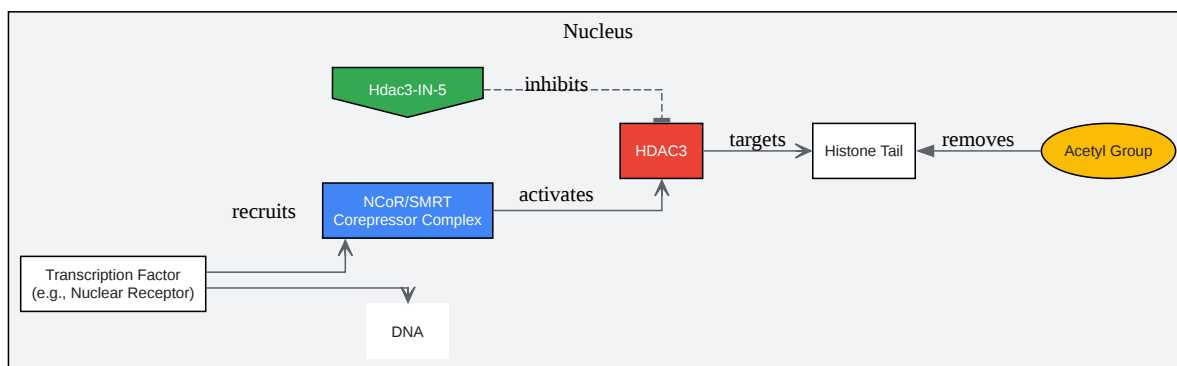 Nucleus
Hdac3-IN-5
inhibits
HDAC3
targets
Histone Tail
removes
Acetyl Group
NCoR/SMRT
Corepressor Complex
activates
recruits
Transcription Factor
(e.g., Nuclear Receptor)
DNA